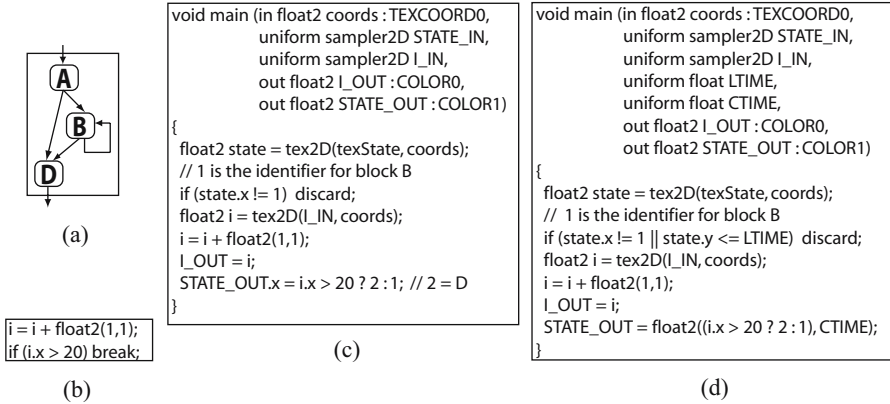 A
B
D
(a)
i = i + float2(1,1);
if (i.x > 20) break;
(b)
void main (in float2 coords : TEXCOORD0,
uniform sampler2D STATE_IN,
uniform sampler2D I_IN,
out float2 I_OUT : COLOR0,
out float2 STATE_OUT : COLOR1)
{
float2 state = tex2D(texState, coords);
// 1 is the identifier for block B
if (state.x != 1) discard;
float2 i = tex2D(I_IN, coords);
i = i + float2(1,1);
I_OUT = i;
STATE_OUT.x = i.x > 20 ? 2 : 1; // 2 = D
}
(c)
void main (in float2 coords : TEXCOORD0,
uniform sampler2D STATE_IN,
uniform sampler2D I_IN,
uniform float LTIME,
uniform float CTIME,
out float2 I_OUT : COLOR0,
out float2 STATE_OUT : COLOR1)
{
float2 state = tex2D(texState, coords);
// 1 is the identifier for block B
if (state.x != 1 || state.y <= LTIME) discard;
float2 i = tex2D(I_IN, coords);
i = i + float2(1,1);
I_OUT = i;
STATE_OUT = float2((i.x > 20 ? 2 : 1), CTIME);
}
(d)